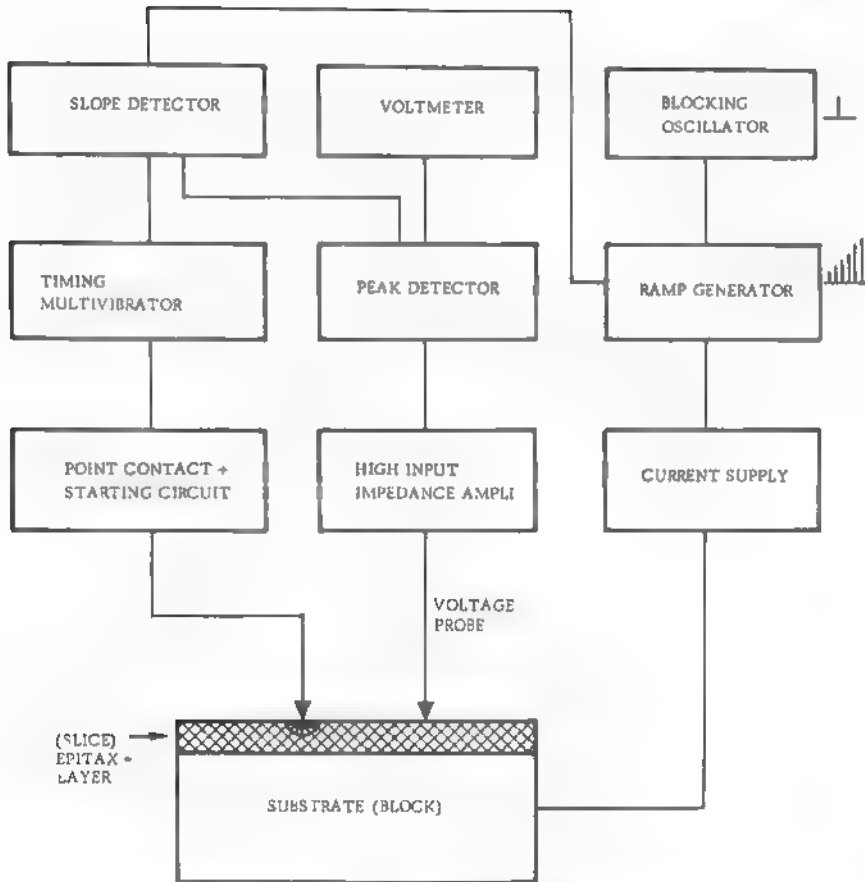 SLOPE DETECTOR
VOLTMETER
BLOCKING
OSCILLATOR
TIMING
MULTIVIBRATOR
PEAK DETECTOR
RAMP GENERATOR
POINT CONTACT +
STARTING CIRCUIT
HIGH INPUT
IMPEDANCE AMPLI
CURRENT SUPPLY
VOLTAGE
PROBE
(SLICE)
EPITAX -
LAYER
SUBSTRATE (BLOCK)